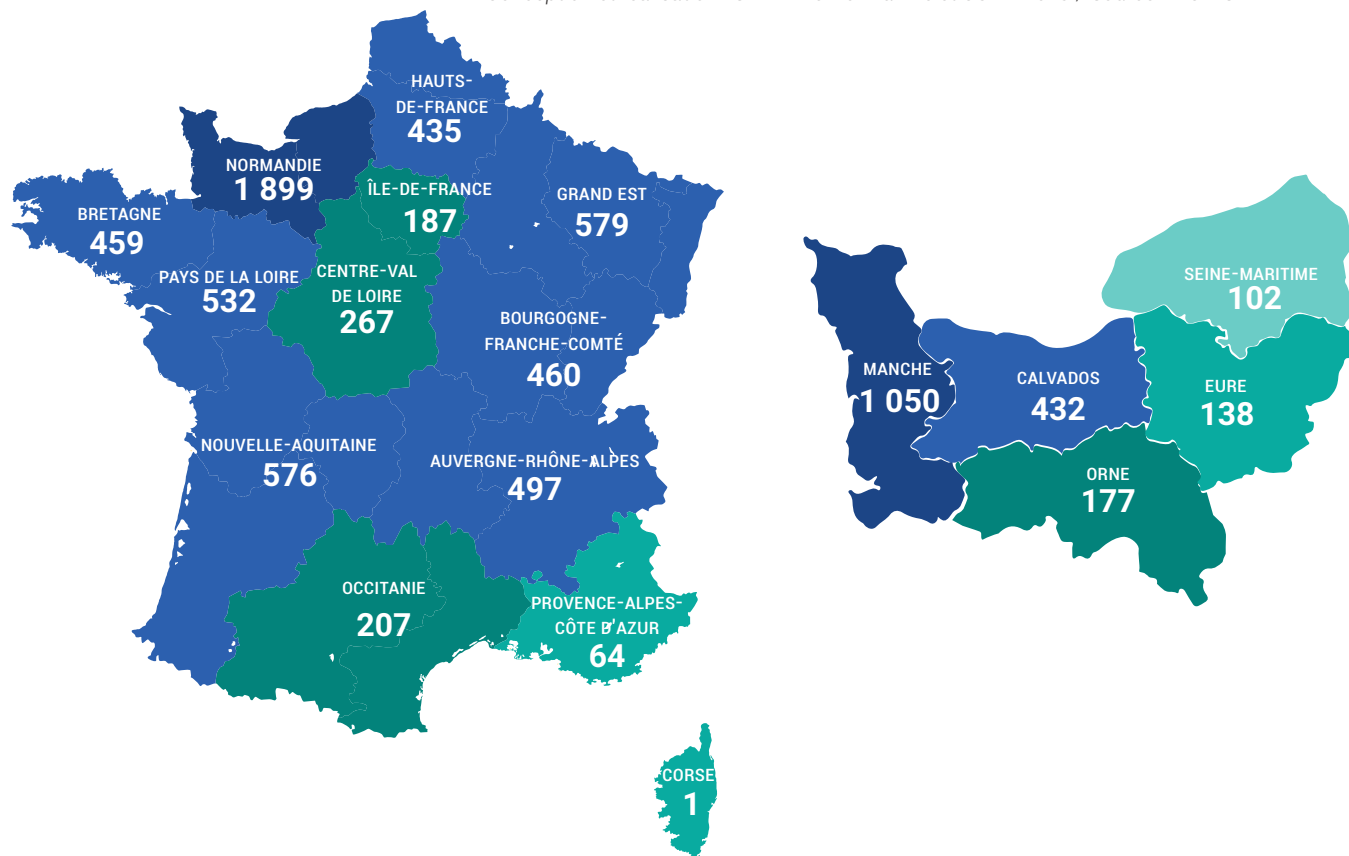 HAUTS-
DE-FRANCE
435
NORMANDIE
1 899
ÎLE-DE-FRANCE
187
GRAND EST
579
BRETAGNE
459
PAYS DE LA LOIRE
532
CENTRE-VAL
DE LOIRE
267
BOURGOGNE-
FRANCHE-COMTÉ
460
NOUVELLE-AQUITAINE
576
AUVERGNE-RHÔNE-ALPES
497
OCCITANIE
207
PROVENCE-ALPES-
CÔTE D'AZUR
64
CORSE
1
SEINE-MARITIME
102
MANCHE
1 050
CALVADOS
432
EURE
138
ORNE
177